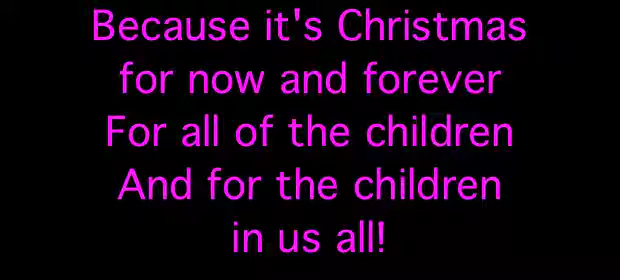 Because it's Christmas
for now and forever
For all of the children
And for the children
in us all!